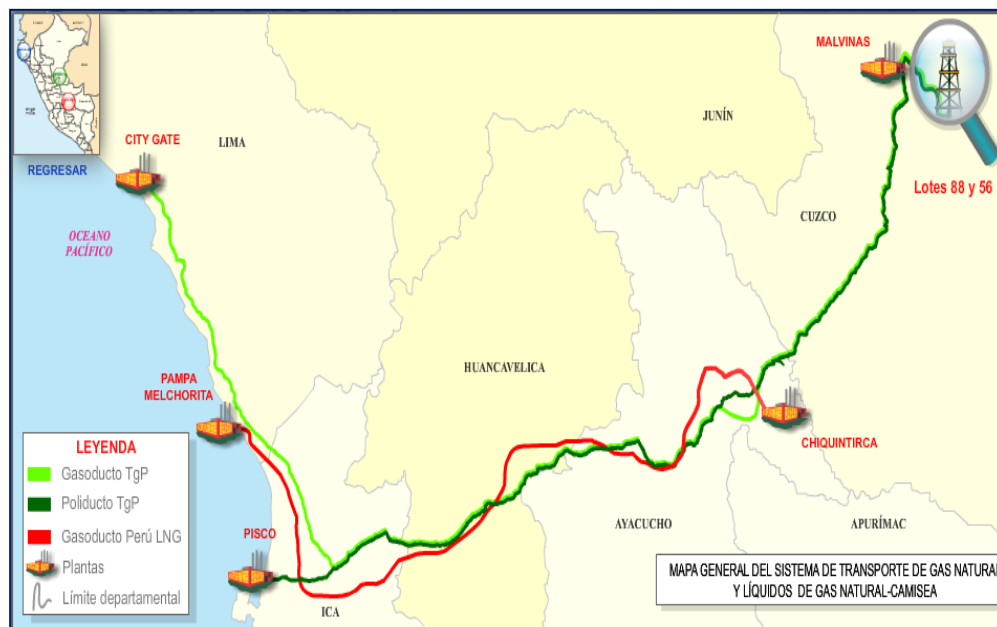 MALVINAS
JUNÍN
LIMA
CITY GATE
REGRESAR
Lotes 88 y 56
CUZCO
OCEANO
PACÍFICO
HUANCAVELICA
PAMPA
MELCHORITA
CHIQUINTIRCA
LEYENDA
Gasoducto TgP
Poliducto TgP
Gasoducto Perú LNG
Plantas
Límite departamental
PISCO
AYACUCHO
APURÍMAC
ICA
MAPA GENERAL DEL SISTEMA DE TRANSPORTE DE GAS NATURAL
Y LÍQUIDOS DE GAS NATURAL-CAMISEA